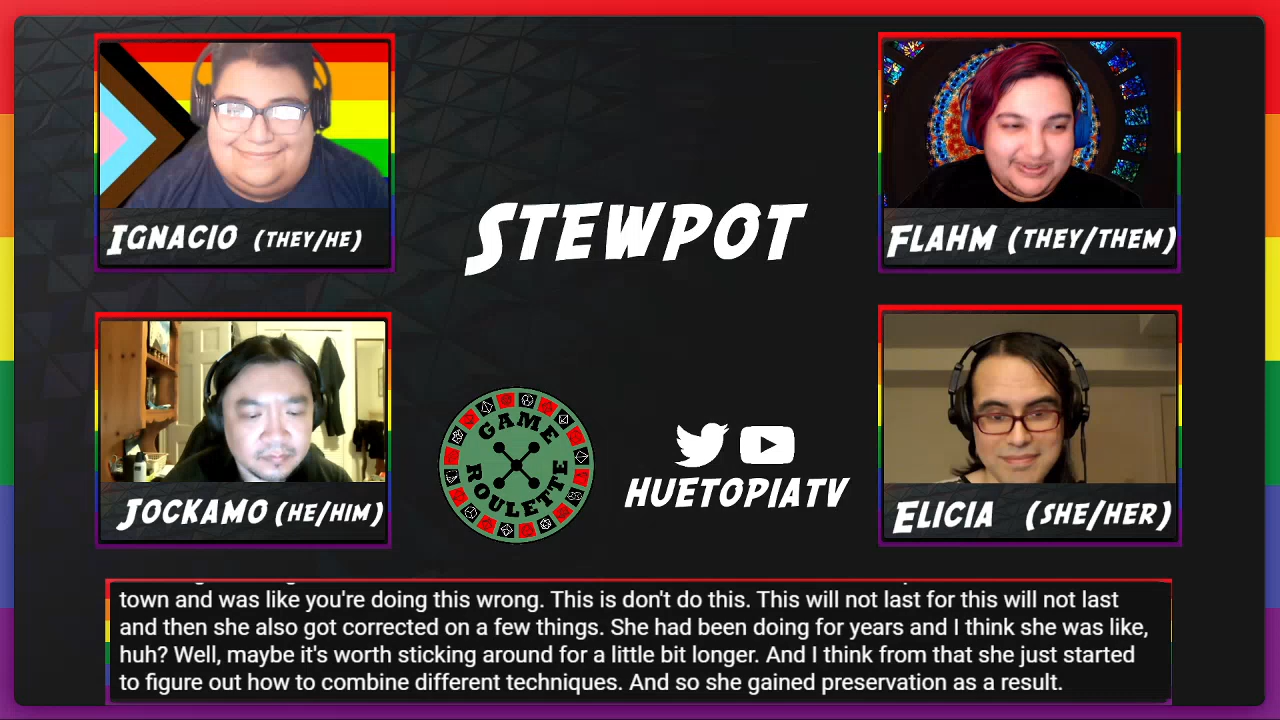 IGNACIO (THEY/HE)
STEWPOT
FLAHM (THEY/THEM)
JOCKAMO (HE/HIM)
GAME
ROULETTE
HUETOPIATV
ELICIA (SHE/HER)
town and was like you're doing this wrong. This is don't do this. This will not last for this will not last
and then she also got corrected on a few things. She had been doing for years and I think she was like,
huh? Well, maybe it's worth sticking around for a little bit longer. And I think from that she just started
to figure out how to combine different techniques. And so she gained preservation as a result.